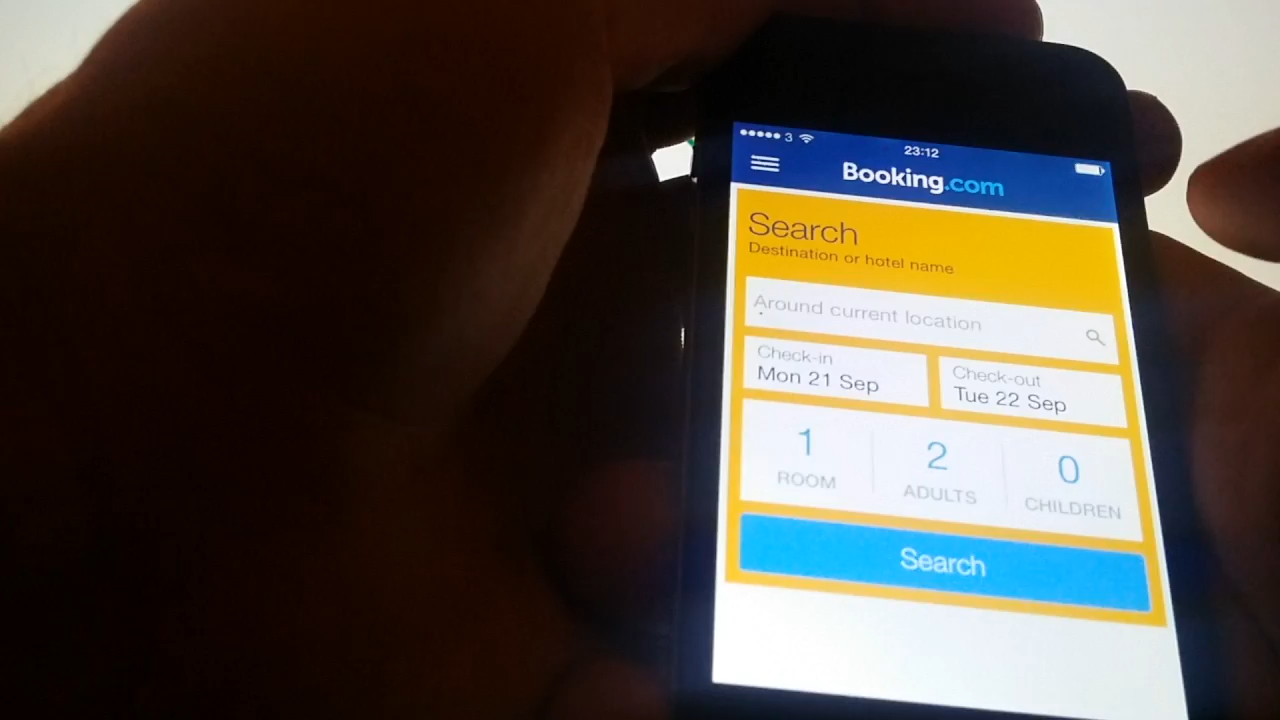 3
23:12
Booking.com
Search
Destination or hotel name
Around current location
Check-in
Mon 21 Sep
Check-out
Tue 22 Sep
1
ROOM
2
ADULTS
0
CHILDREN
Search